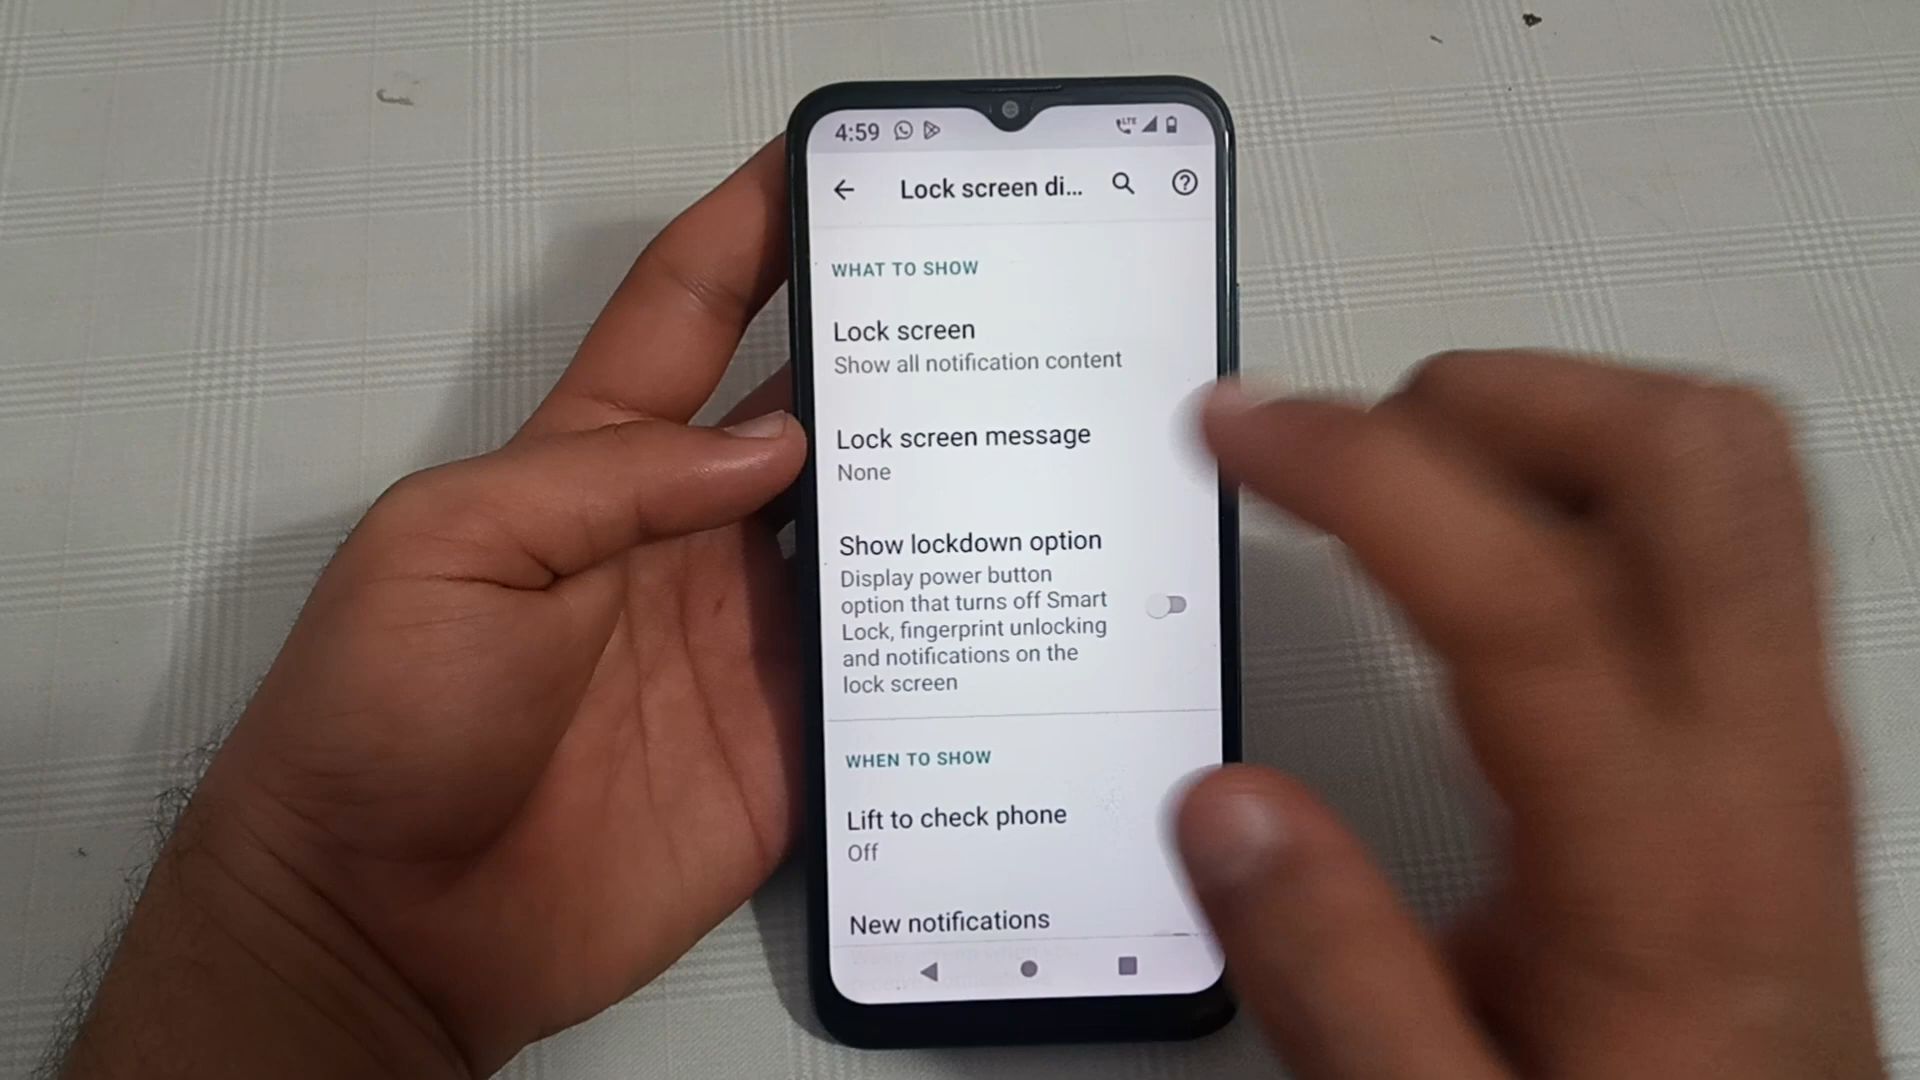 4:59 LTE
Lock screen di...
WHAT TO SHOW
Lock screen
Show all notification content
Lock screen message
None
Show lockdown option
Display power button
option that turns off Smart
Lock, fingerprint unlocking
and notifications on the
lock screen
WHEN TO SHOW
Lift to check phone
Off
New notifications